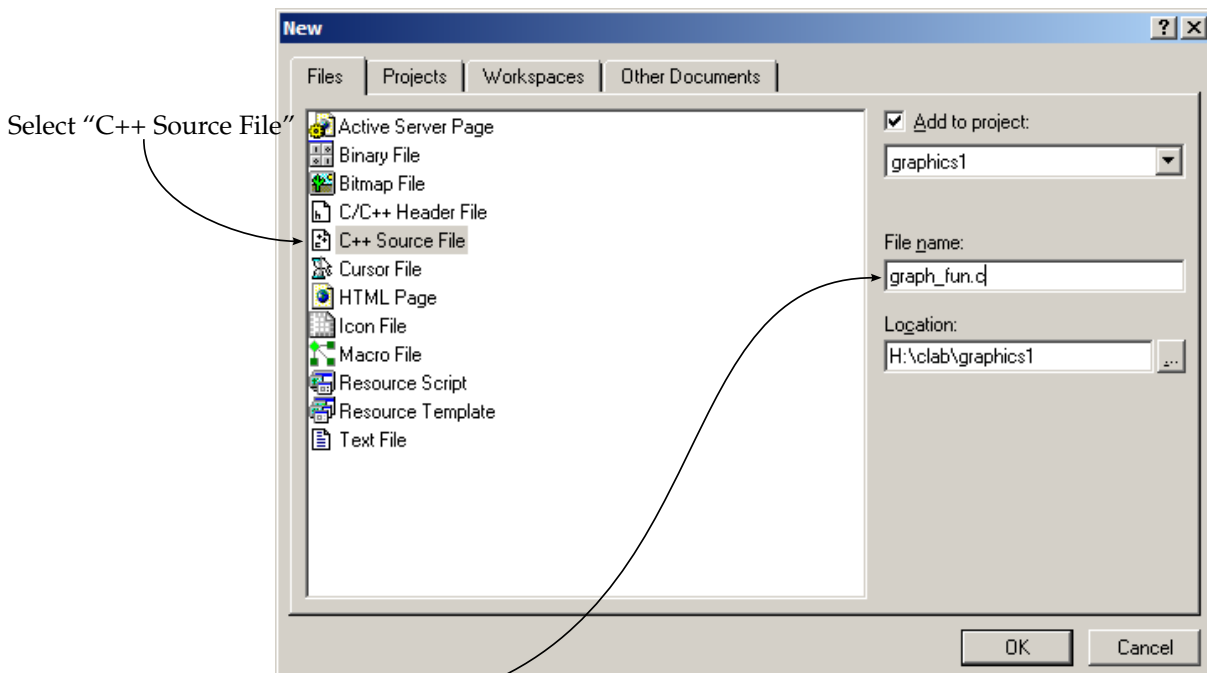 New
Files
Projects
Workspaces
Other Documents
Select “C++ Source File”
Active Server Page
Binary File
Bitmap File
C/C++ Header File
C++ Source File
Cursor File
HTML Page
Icon File
Macro File
Resource Script
Resource Template
Text File
Add to project:
graphics1
File name:
graph_fun.c
Location:
H:\clab\graphics1
...
OK
Cancel